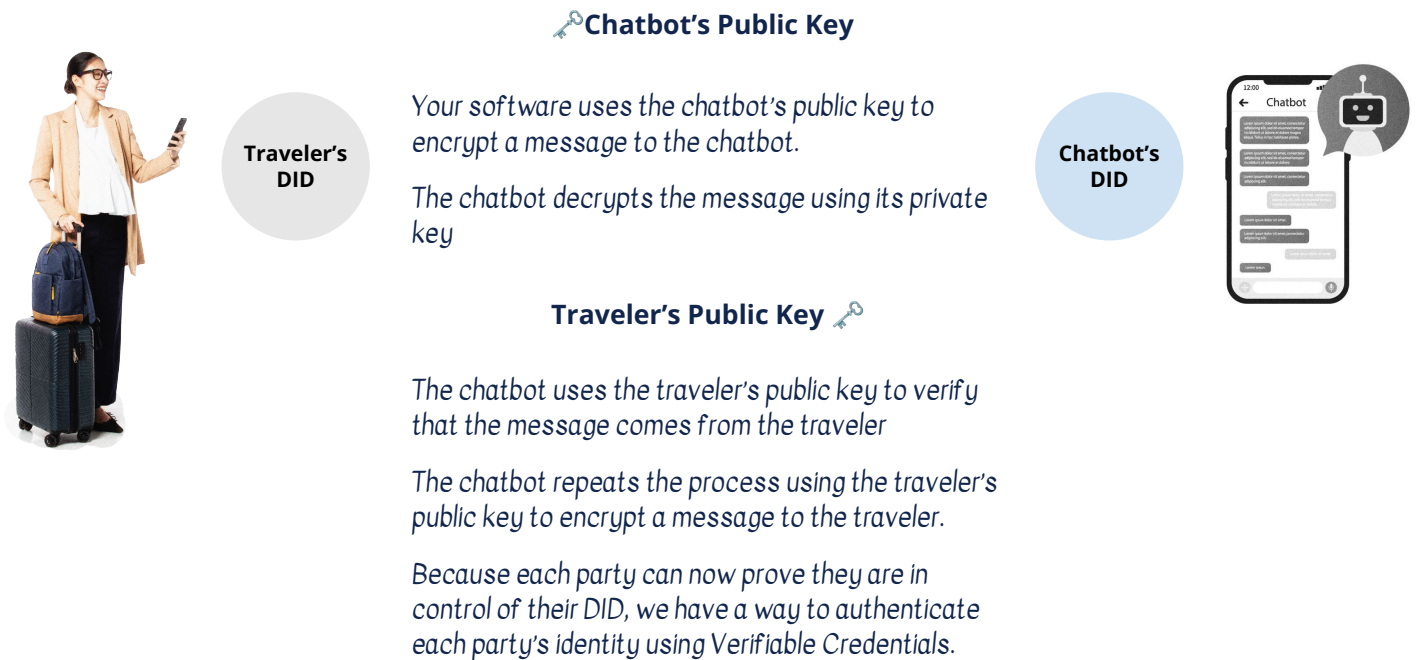 Chatbot’s Public Key
Your software uses the chatbot’s public key to
encrypt a message to the chatbot.
The chatbot decrypts the message using its private
key
Traveler’s
DID
Chatbot’s
DID
12:00
Chatbot
Traveler’s Public Key
The chatbot uses the traveler’s public key to verify
that the message comes from the traveler
The chatbot repeats the process using the traveler’s
public key to encrypt a message to the traveler.
Because each party can now prove they are in
control of their DID, we have a way to authenticate
each party’s identity using Verifiable Credentials.